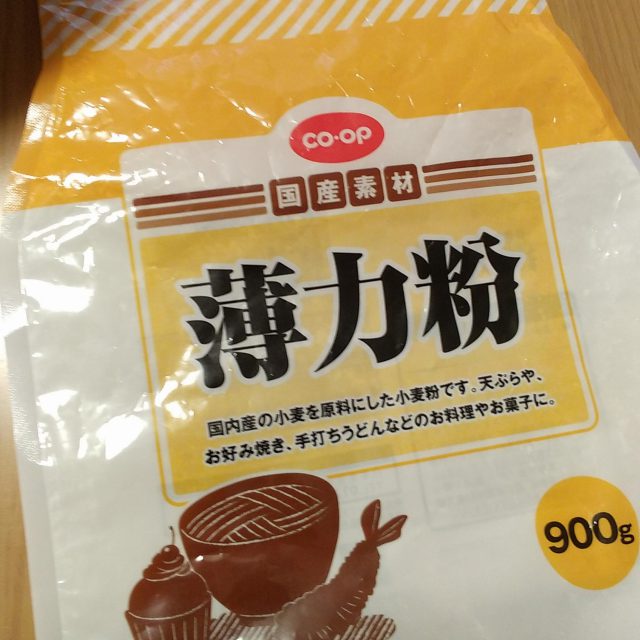 CO·OP
国産素材
薄力粉
国内産の小麦を原料にした小麦粉です。天ぷらや、
お好み焼き、手打ちうどんなどのお料理やお菓子に。
900g